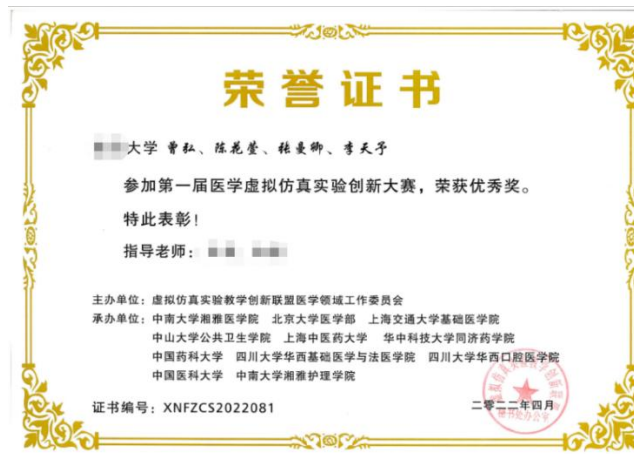 荣誉证书
大学 曾弘、陈苑莹、张曼卿、李天予
参加第一届医学虚拟仿真实验创新大赛，荣获优秀奖。
特此表彰！
指导老师：
主办单位：虚拟仿真实验教学创新联盟医学领域工作委员会
承办单位：中南大学湘雅医学院 北京大学医学部 上海交通大学基础医学院
中山大学公共卫生学院 上海中医药大学 华中科技大学同济药学院
中国药科大学 四川大学华西基础医学与法医学院 四川大学华西口腔医学院
中国医科大学 中南大学湘雅护理学院
证书编号：XNFZCS2022081
二零二二年四月